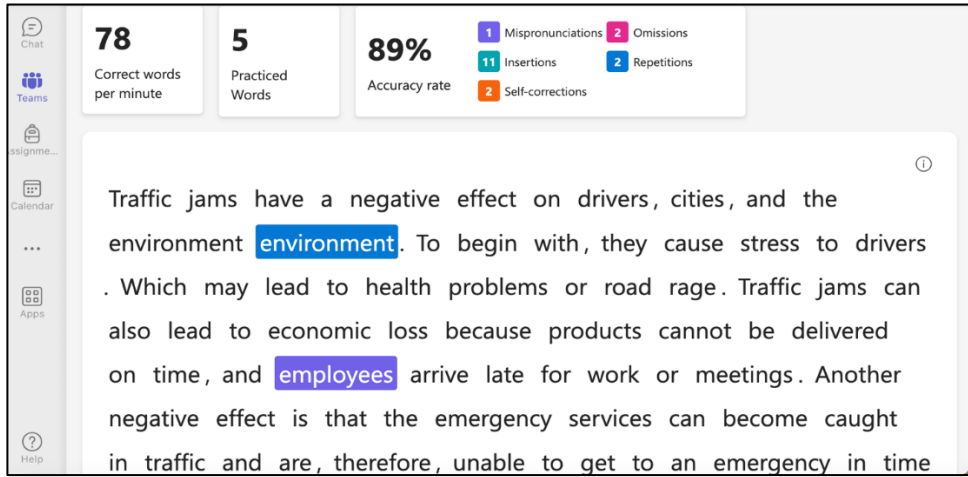 Chat
Teams
ssignme...
Calendar
...
Apps
Help
78
Correct words
per minute
5
Practiced
Words
89%
Accuracy rate
1 Mispronunciations 2 Omissions
11 Insertions 2 Repetitions
2 Self-corrections
Traffic jams have a negative effect on drivers, cities, and the
environment environment. To begin with, they cause stress to drivers
. Which may lead to health problems or road rage. Traffic jams can
also lead to economic loss because products cannot be delivered
on time, and employees arrive late for work or meetings. Another
negative effect is that the emergency services can become caught
in traffic and are, therefore, unable to get to an emergency in time